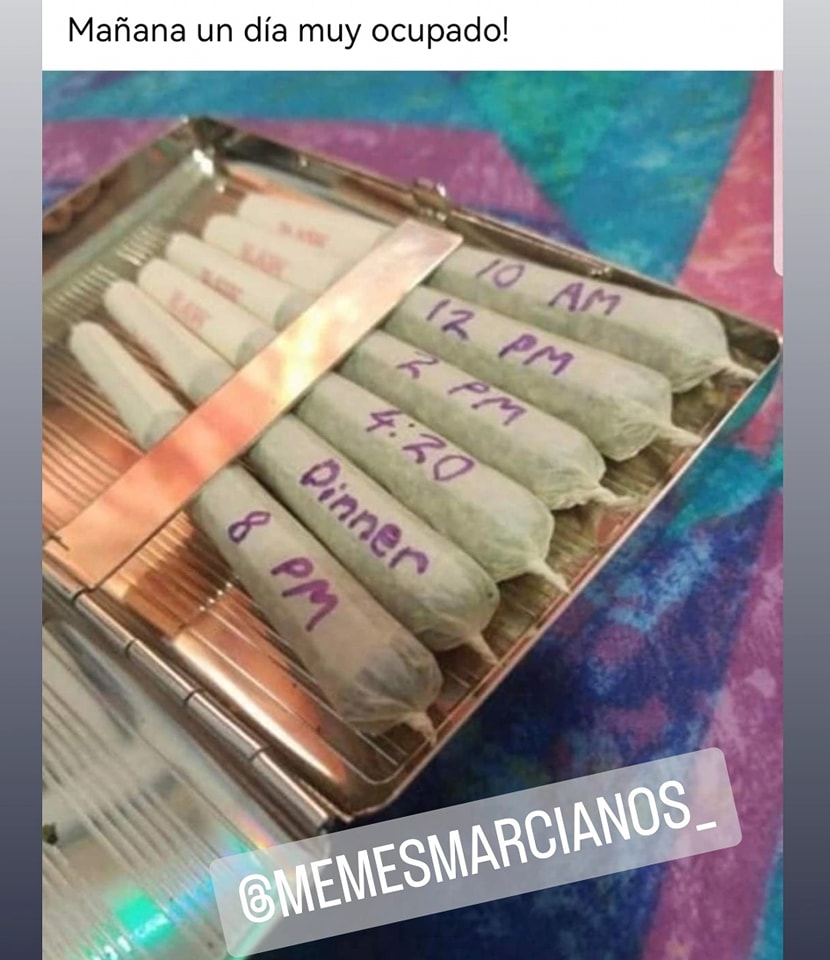 Mañana un día muy ocupado!
10 AM
12 PM
2 PM
4:20
Dinner
8 PM
@MEMESMARCIANOS_